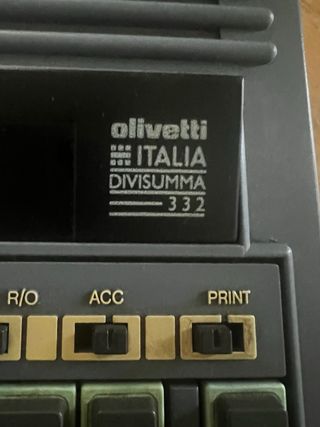 olivetti
ITALIA
DIVISUMMA
332
R/O ACC PRINT